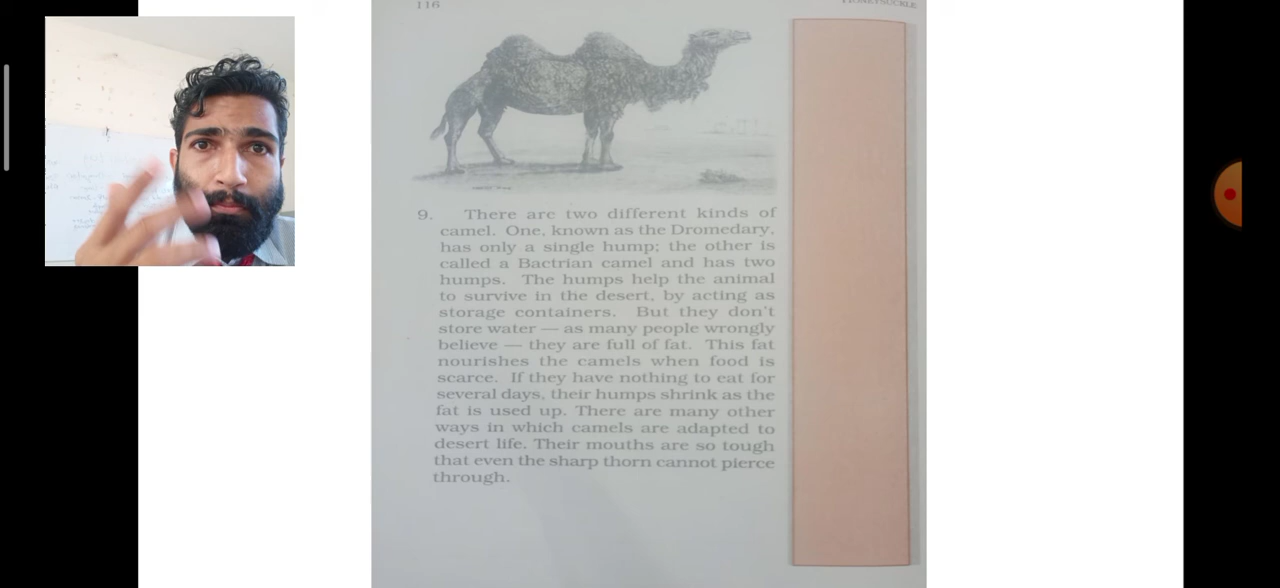 116
HONEYSUCKLE
9. There are two different kinds of
camel. One, known as the Dromedary,
has only a single hump; the other is
called a Bactrian camel and has two
humps. The humps help the animal
to survive in the desert, by acting as
storage containers. But they don't
store water — as many people wrongly
believe — they are full of fat. This fat
nourishes the camels when food is
scarce. If they have nothing to eat for
several days, their humps shrink as the
fat is used up. There are many other
ways in which camels are adapted to
desert life. Their mouths are so tough
that even the sharp thorn cannot pierce
through.